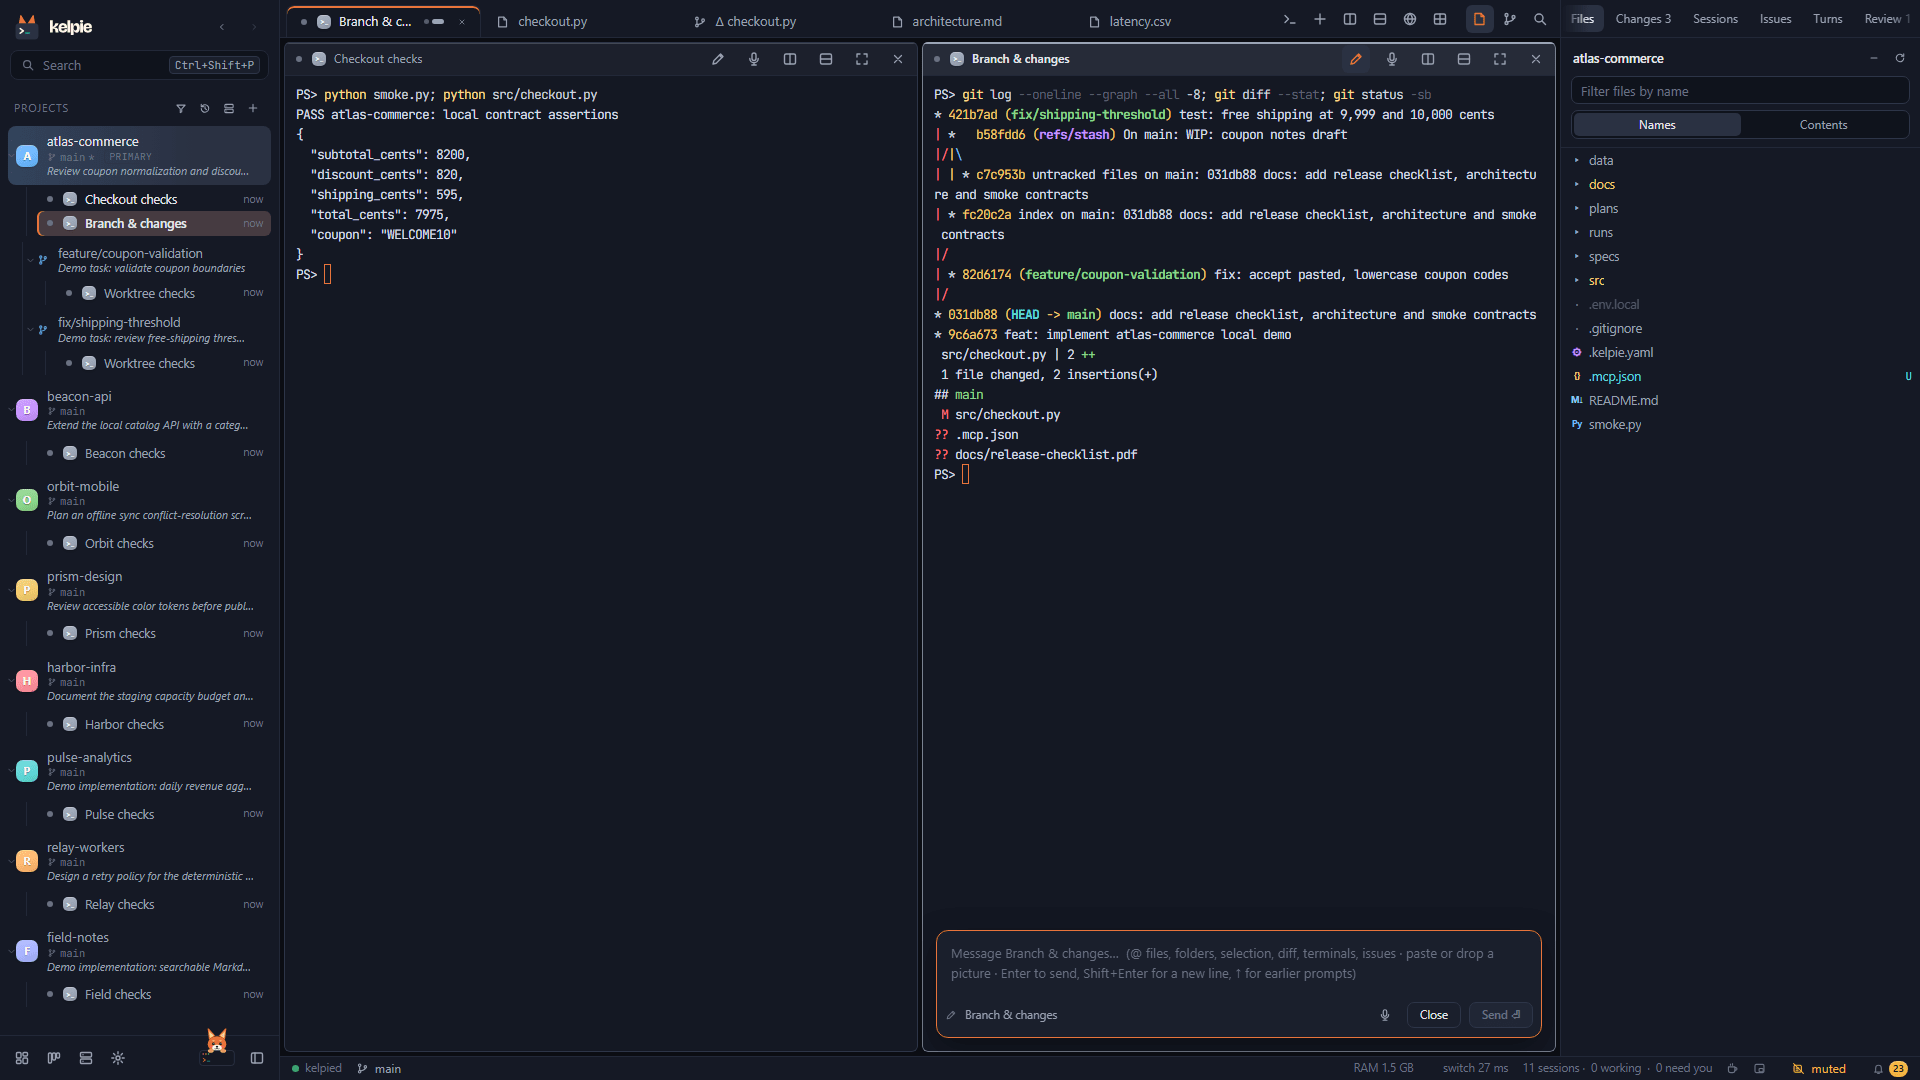 kelpie
Search Ctrl+Shift+P
PROJECTS
A atlas-commerce
main * PRIMARY
Review coupon normalization and discou...
Checkout checks now
Branch & changes now
feature/coupon-validation
Demo task: validate coupon boundaries
Worktree checks now
fix/shipping-threshold
Demo task: review free-shipping thres...
Worktree checks now
B beacon-api
main
Extend the local catalog API with a categ...
Beacon checks now
O orbit-mobile
main
Plan an offline sync conflict-resolution scr...
Orbit checks now
P prism-design
main
Review accessible color tokens before publ...
Prism checks now
H harbor-infra
main
Document the staging capacity budget an...
Harbor checks now
P pulse-analytics
main
Demo implementation: daily revenue agg...
Pulse checks now
R relay-workers
main
Design a retry policy for the deterministic ...
Relay checks now
F field-notes
main
Demo implementation: searchable Markd...
Field checks now
Branch & c... × checkout.py Δ checkout.py architecture.md latency.csv
Checkout checks
PS> python smoke.py; python src/checkout.py
PASS atlas-commerce: local contract assertions
{
"subtotal_cents": 8200,
"discount_cents": 820,
"shipping_cents": 595,
"total_cents": 7975,
"coupon": "WELCOME10"
}
PS>
Branch & changes
PS> git log --oneline --graph --all -8; git diff --stat; git status -sb
* 421b7ad (fix/shipping-threshold) test: free shipping at 9,999 and 10,000 cents
| *   b58fdd6 (refs/stash) On main: WIP: coupon notes draft
|/|\
| | * c7c953b untracked files on main: 031db88 docs: add release checklist, architectu
re and smoke contracts
| * fc20c2a index on main: 031db88 docs: add release checklist, architecture and smoke
contracts
|/
| * 82d6174 (feature/coupon-validation) fix: accept pasted, lowercase coupon codes
|/
* 031db88 (HEAD -> main) docs: add release checklist, architecture and smoke contracts
* 9c6a673 feat: implement atlas-commerce local demo
src/checkout.py | 2 ++
1 file changed, 2 insertions(+)
## main
M src/checkout.py
?? .mcp.json
?? docs/release-checklist.pdf
PS>
Message Branch & changes... (@ files, folders, selection, diff, terminals, issues · paste or drop a
picture · Enter to send, Shift+Enter for a new line, ↑ for earlier prompts)
Branch & changes Close Send ⏎
Files Changes 3 Sessions Issues Turns Review 1
atlas-commerce
Filter files by name
Names Contents
data
docs
plans
runs
specs
src
.env.local
.gitignore
.kelpie.yaml
{} .mcp.json U
M↓ README.md
Py smoke.py
kelpied main RAM 1.5 GB switch 27 ms 11 sessions · 0 working · 0 need you muted 23